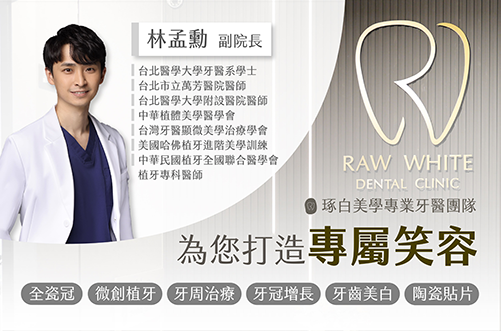 林孟勳 副院長
台北醫學大學牙醫系學士
台北市立萬芳醫院醫師
台北醫學大學附設醫院醫師
中華植體美學醫學會
台灣牙醫顯微美學治療學會
美國哈佛植牙進階美學訓練
中華民國植牙全國聯合醫學會
植牙專科醫師
RAW WHITE
DENTAL CLINIC
琢白美學專業牙醫團隊
為您打造專屬笑容
全瓷冠 微創植牙 牙周治療 牙冠增長 牙齒美白 陶瓷貼片